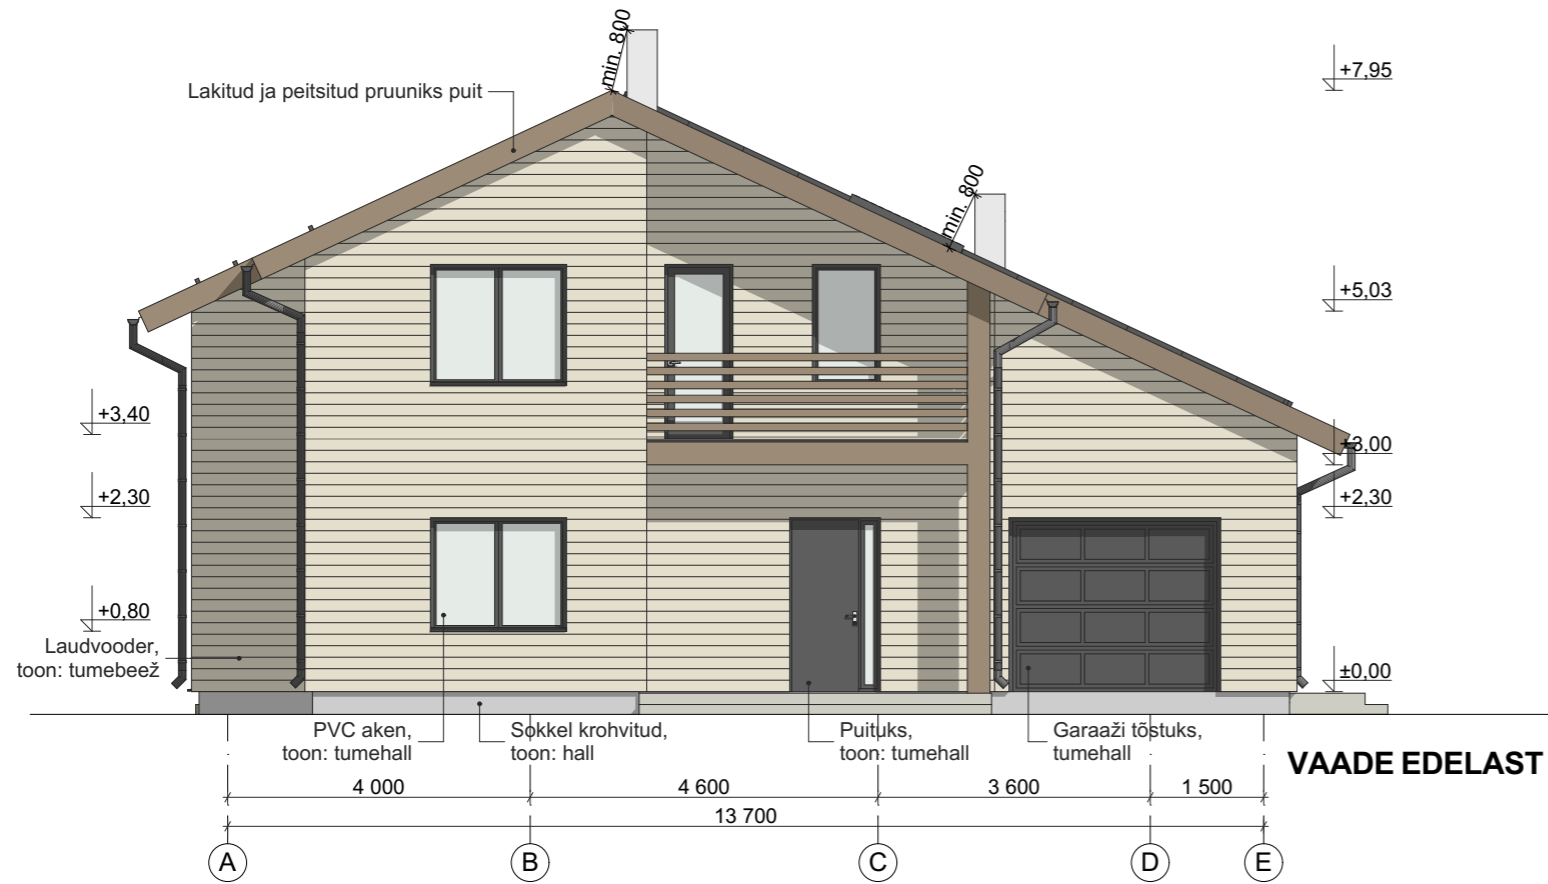 min. 800
+7,95
Lakitud ja peitsitud pruuniks puit
min. 800
+5,03
+3,40
+3,00
+2,30
+2,30
+0,80
Laudvooder,
toon: tumebeež
±0,00
PVC aken,
toon: tumehall
Sokkel krohvitud,
toon: hall
Puituks,
toon: tumehall
Garaaži tõstuks,
tumehall
VAADE EDELAST
4 000
4 600
3 600
1 500
13 700
A
B
C
D
E